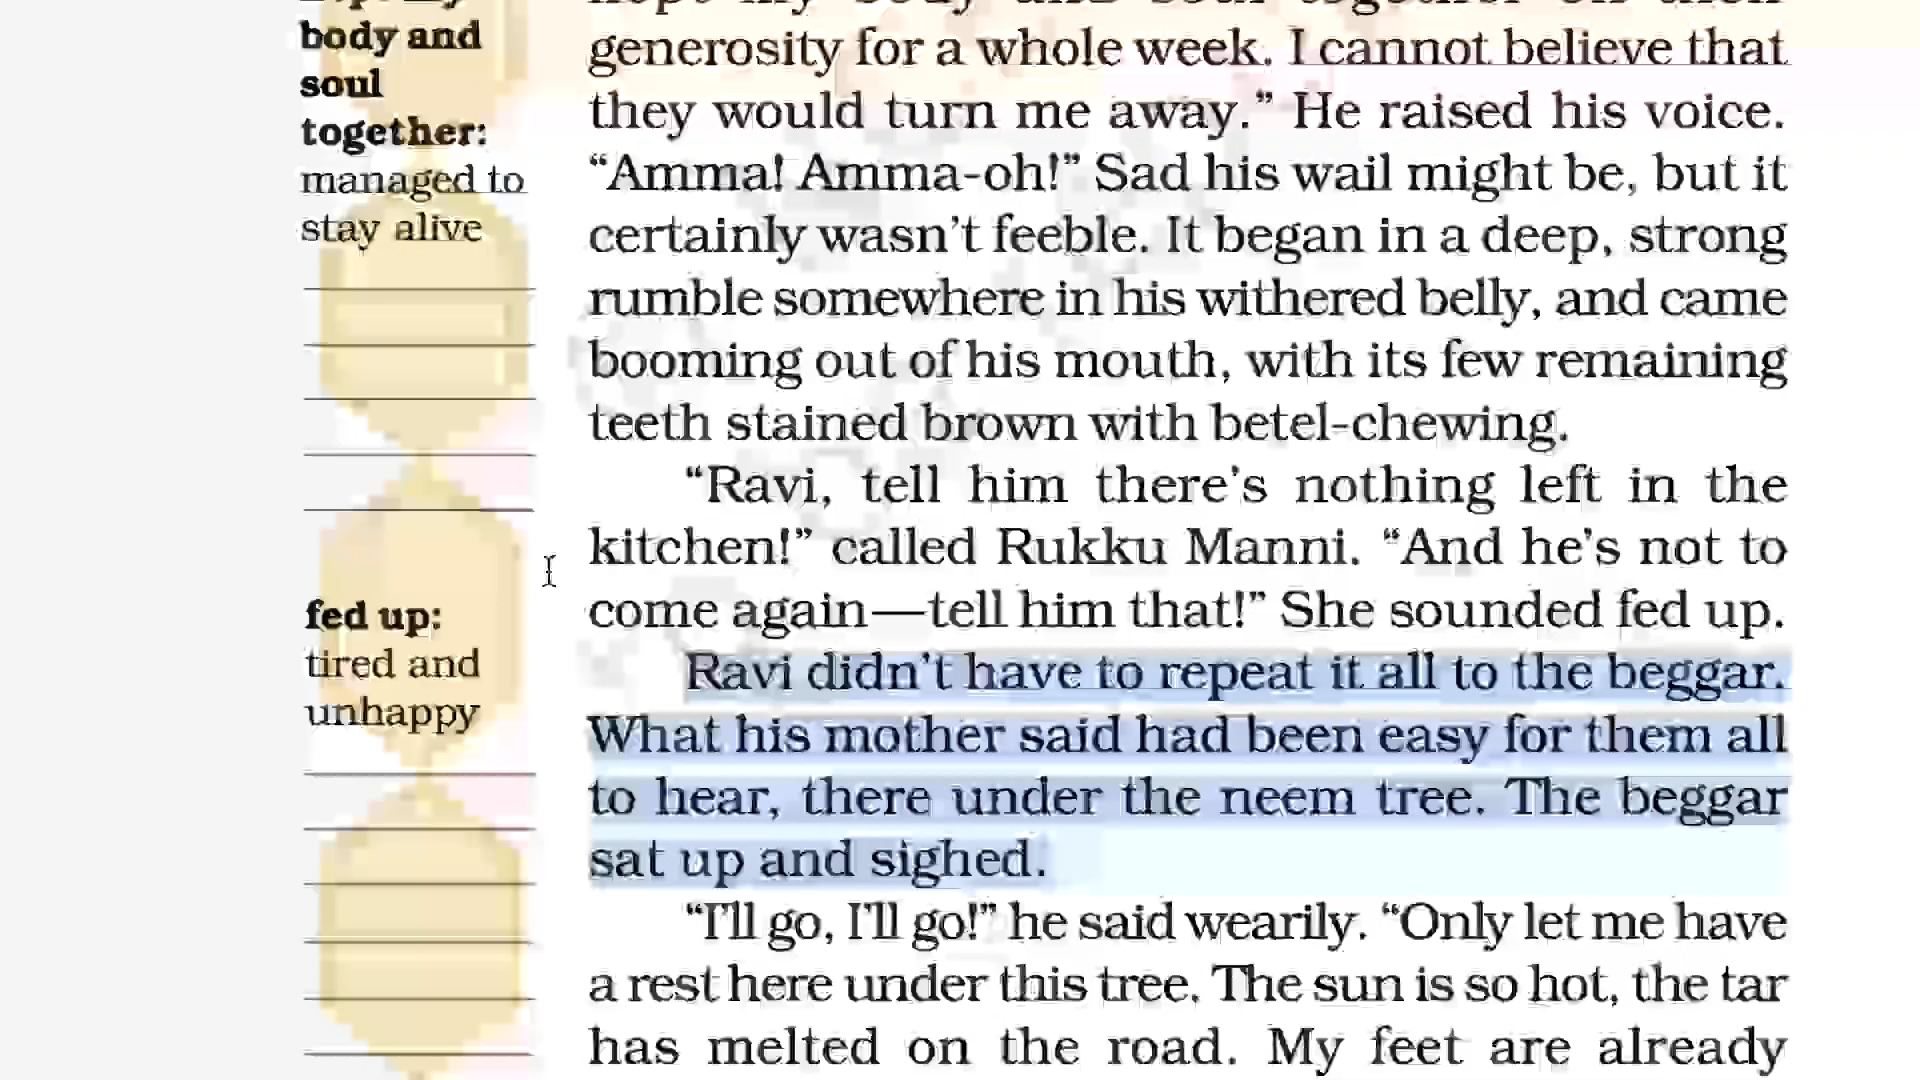 body and
soul
together:
managed to
stay alive
fed up:
tired and
unhappy
generosity for a whole week. I cannot believe that
they would turn me away.” He raised his voice.
“Amma! Amma-oh!” Sad his wail might be, but it
certainly wasn’t feeble. It began in a deep, strong
rumble somewhere in his withered belly, and came
booming out of his mouth, with its few remaining
teeth stained brown with betel-chewing.
“Ravi, tell him there’s nothing left in the
kitchen!” called Rukku Manni. “And he’s not to
come again—tell him that!” She sounded fed up.
Ravi didn’t have to repeat it all to the beggar.
What his mother said had been easy for them all
to hear, there under the neem tree. The beggar
sat up and sighed.
“I’ll go, I’ll go!” he said wearily. “Only let me have
a rest here under this tree. The sun is so hot, the tar
has melted on the road. My feet are already